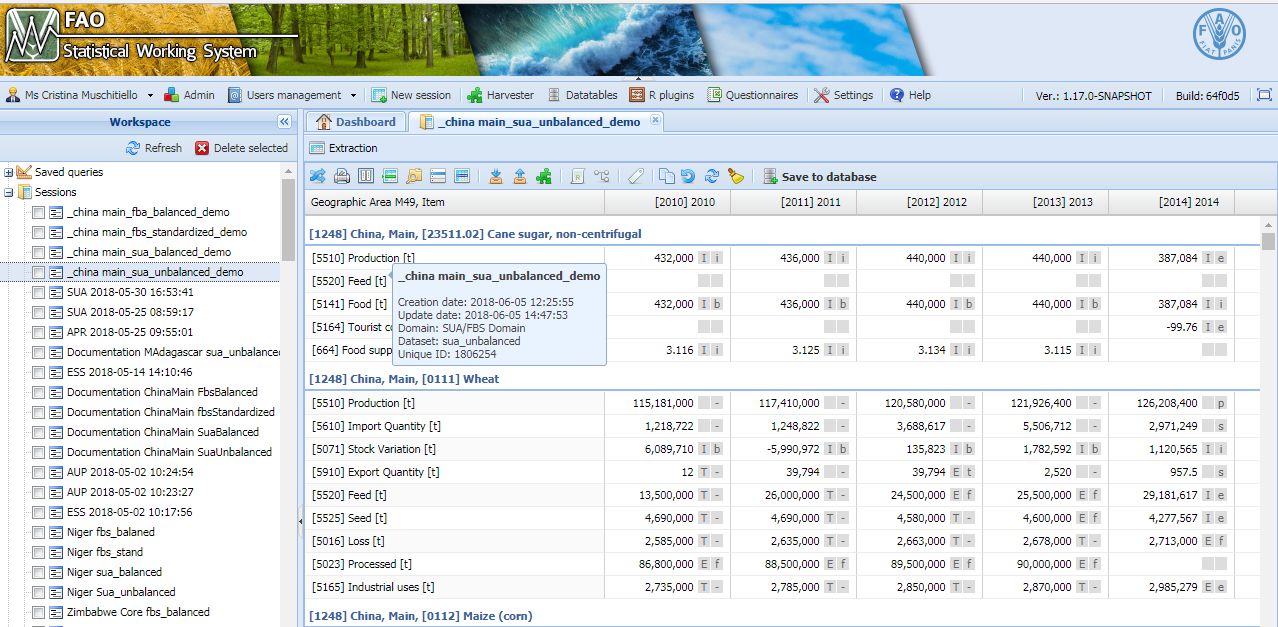 FAO
Statistical Working System
F A O
FIAT PANIS
Ms Cristina Muschitiello Admin Users management New session Harvester Datatables R plugins Questionnaires Settings Help Ver.: 1.17.0-SNAPSHOT Build: 64f0d5
Workspace
Refresh Delete selected
Saved queries
Sessions
_china main_fba_balanced_demo
_china main_fbs_standardized_demo
_china main_sua_balanced_demo
_china main_sua_unbalanced_demo
SUA 2018-05-30 16:53:41
SUA 2018-05-25 08:59:17
APR 2018-05-25 09:55:01
Documentation MAdagascar sua_unbalanced
ESS 2018-05-14 14:10:46
Documentation ChinaMain FbsBalanced
Documentation ChinaMain fbsStandardized
Documentation ChinaMain SuaBalanced
Documentation ChinaMain SuaUnbalanced
AUP 2018-05-02 10:24:54
AUP 2018-05-02 10:23:27
ESS 2018-05-02 10:17:56
Niger fbs_balaned
Niger fbs_stand
Niger sua_balanced
Niger Sua_unbalanced
Zimbabwe Core fbs_balanced
Dashboard _china main_sua_unbalanced_demo
Extraction
Save to database
Geographic Area M49, Item [2010] 2010 [2011] 2011 [2012] 2012 [2013] 2013 [2014] 2014
[1248] China, Main, [23511.02] Cane sugar, non-centrifugal
[5510] Production [t] 432,000 I i 436,000 I i 440,000 I i 440,000 I i 387,084 I e
[5520] Feed [t]
[5141] Food [t] 432,000 I b 436,000 I b 440,000 I b 440,000 I b 387,084 I i
[5164] Tourist co -99.76 I e
[664] Food supp 3.116 I i 3.125 I i 3.134 I i 3.115 I i
_china main_sua_unbalanced_demo
Creation date: 2018-06-05 12:25:55
Update date: 2018-06-05 14:47:53
Domain: SUA/FBS Domain
Dataset: sua_unbalanced
Unique ID: 1806254
[1248] China, Main, [0111] Wheat
[5510] Production [t] 115,181,000 - 117,410,000 - 120,580,000 - 121,926,400 - 126,208,400 p
[5610] Import Quantity [t] 1,218,722 - 1,248,822 - 3,688,617 - 5,506,712 - 2,971,249 s
[5071] Stock Variation [t] 6,089,710 I b -5,990,972 I b 135,823 I b 1,782,592 I b 1,120,565 I i
[5910] Export Quantity [t] 12 T - 39,794 - 39,794 E t 2,520 - 957.5 s
[5520] Feed [t] 13,500,000 T - 26,000,000 T - 24,500,000 E f 25,500,000 E f 29,181,617 I e
[5525] Seed [t] 4,690,000 T - 4,690,000 T - 4,580,000 T - 4,600,000 E f 4,277,567 I e
[5016] Loss [t] 2,585,000 T - 2,635,000 T - 2,663,000 T - 2,678,000 T - 2,713,000 E f
[5023] Processed [t] 86,800,000 E f 88,500,000 E f 89,500,000 E f 90,000,000 E f
[5165] Industrial uses [t] 2,735,000 T - 2,785,000 T - 2,850,000 T - 2,870,000 T - 2,985,279 E e
[1248] China, Main, [0112] Maize (corn)